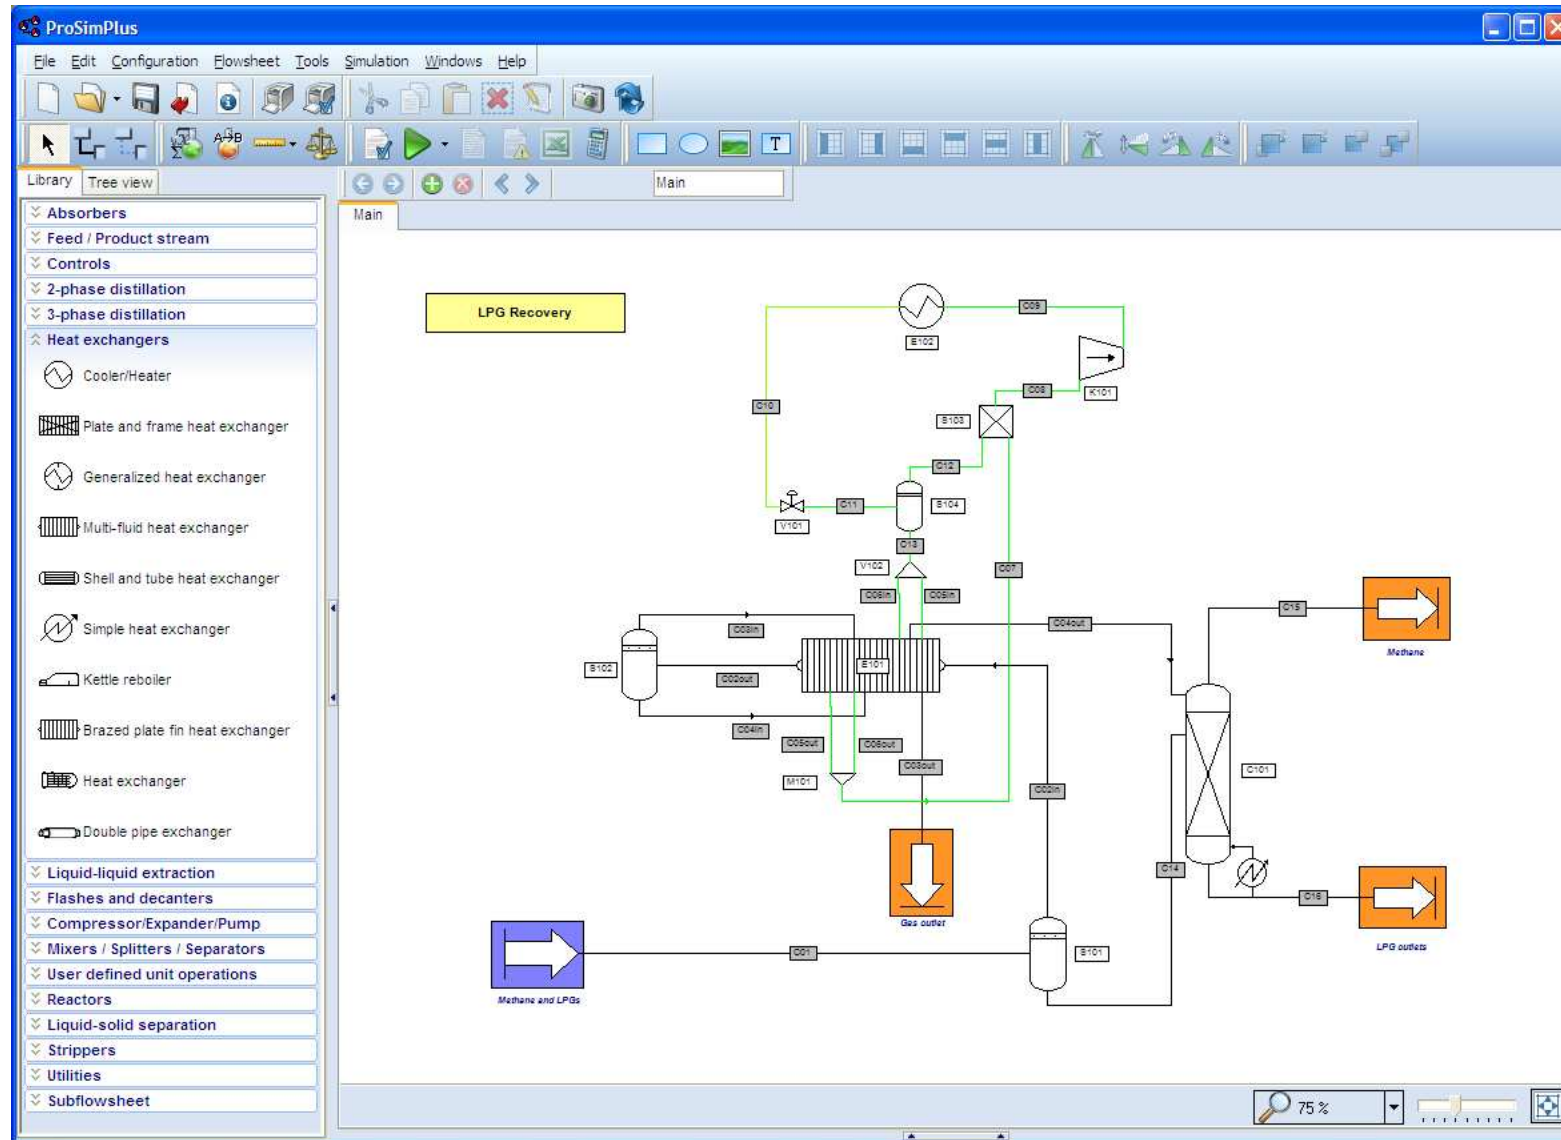 ProSimPlus
File Edit Configuration Flowsheet Tools Simulation Windows Help
A B
T
Library Tree view
Main
Main
Absorbers
Feed / Product stream
Controls
2-phase distillation
3-phase distillation
Heat exchangers
Cooler/Heater
Plate and frame heat exchanger
Generalized heat exchanger
Multi-fluid heat exchanger
Shell and tube heat exchanger
Simple heat exchanger
Kettle reboiler
Brazed plate fin heat exchanger
Heat exchanger
Double pipe exchanger
Liquid-liquid extraction
Flashes and decanters
Compressor/Expander/Pump
Mixers / Splitters / Separators
User defined unit operations
Reactors
Liquid-solid separation
Strippers
Utilities
Subflowsheet
LPG Recovery
C09
E102
C08
K101
C10
S103
C12
C11
S104
V101
C13
V102
C07
C06in
C05in
C03in
C04out
C15
Methane
S102
E101
C02out
C04in
C05out
C06out
C03out
M101
C02in
C101
C14
C16
Gas outlet
LPG outlets
C01
S101
Methane and LPGs
75 %